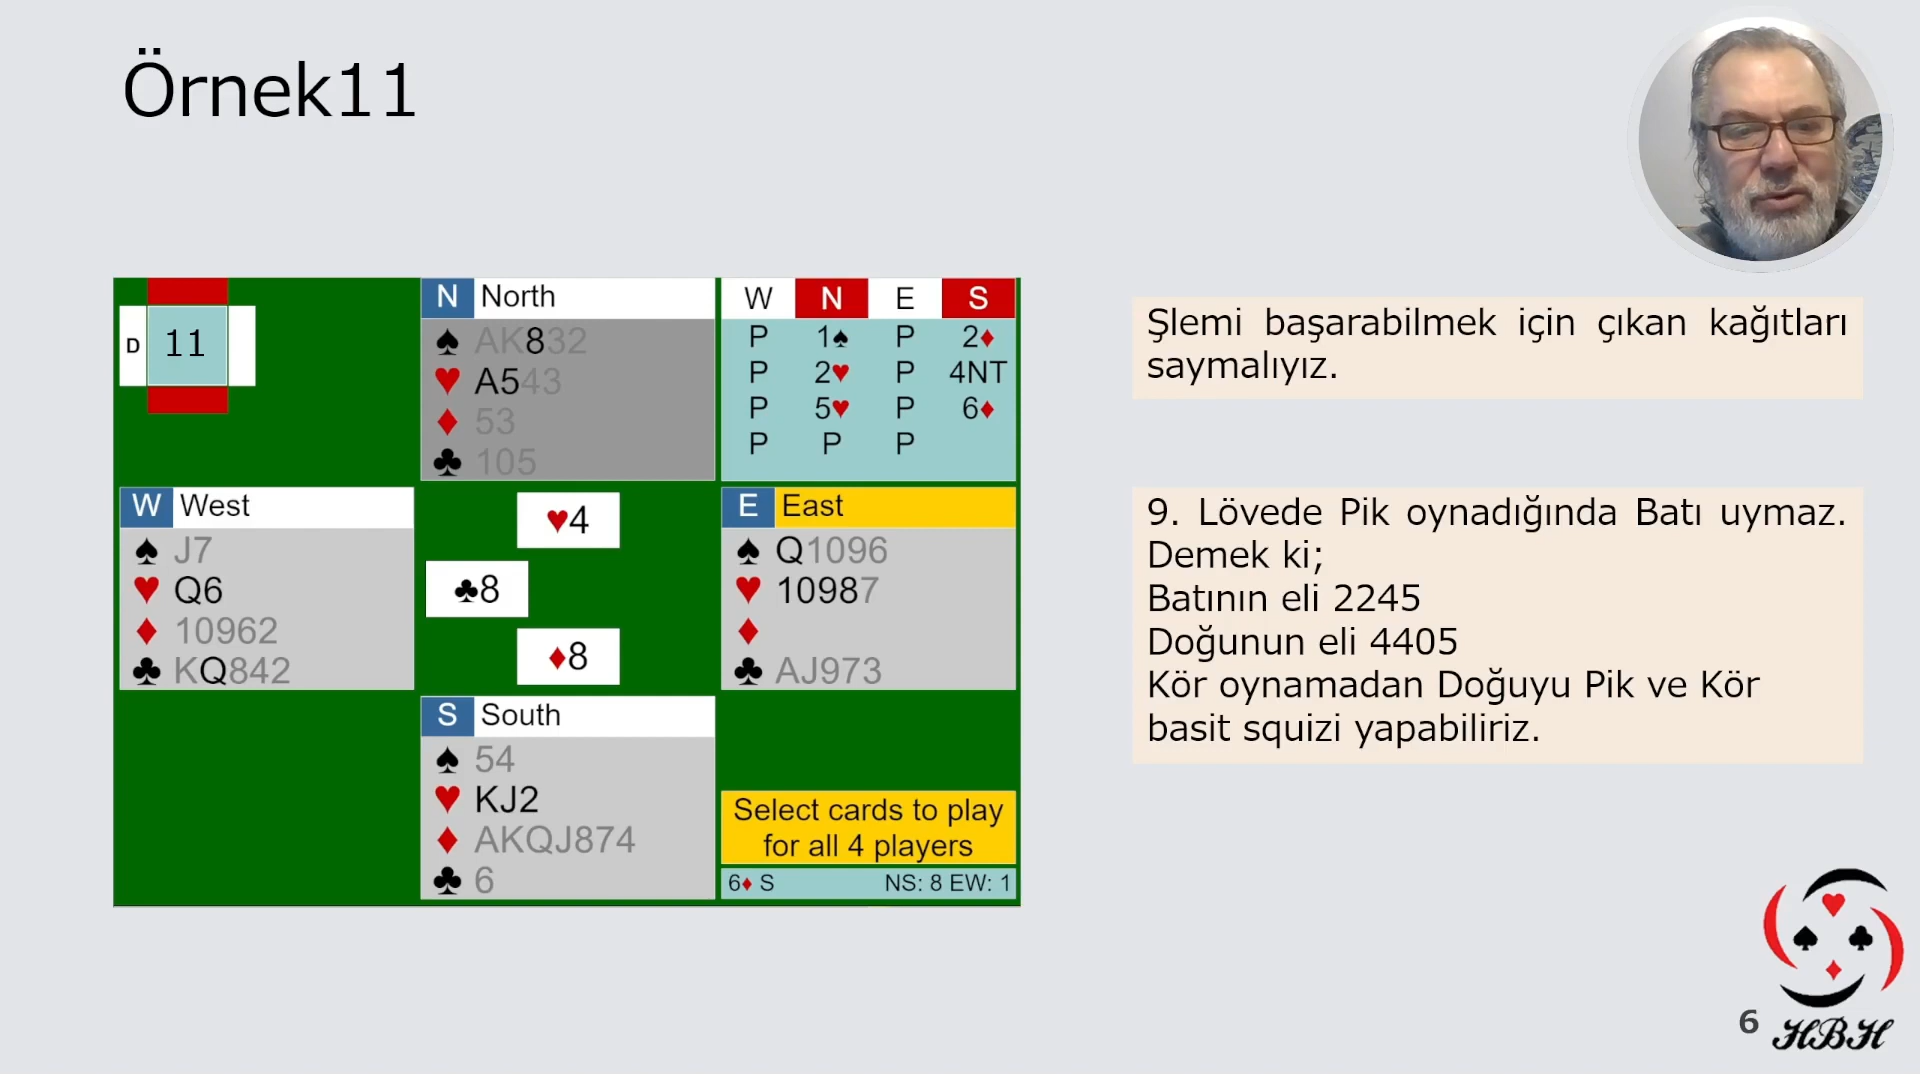 Örnek11
D 11
N North
♠ AK832
♥ A543
♦ 53
♣ 105
W N E S
P 1♠ P 2♦
P 2♥ P 4NT
P 5♥ P 6♦
P P P
W West
♠ J7
♥ Q6
♦ 10962
♣ KQ842
♥4
♣8
♦8
E East
♠ Q1096
♥ 10987
♦
♣ AJ973
S South
♠ 54
♥ KJ2
♦ AKQJ874
♣ 6
Select cards to play
for all 4 players
6♦ S NS: 8 EW: 1
Şlemi başarabilmek için çıkan kağıtları
saymalıyız.
9. Lövede Pik oynadığında Batı uymaz.
Demek ki;
Batının eli 2245
Doğunun eli 4405
Kör oynamadan Doğuyu Pik ve Kör
basit squizi yapabiliriz.
6
HBH